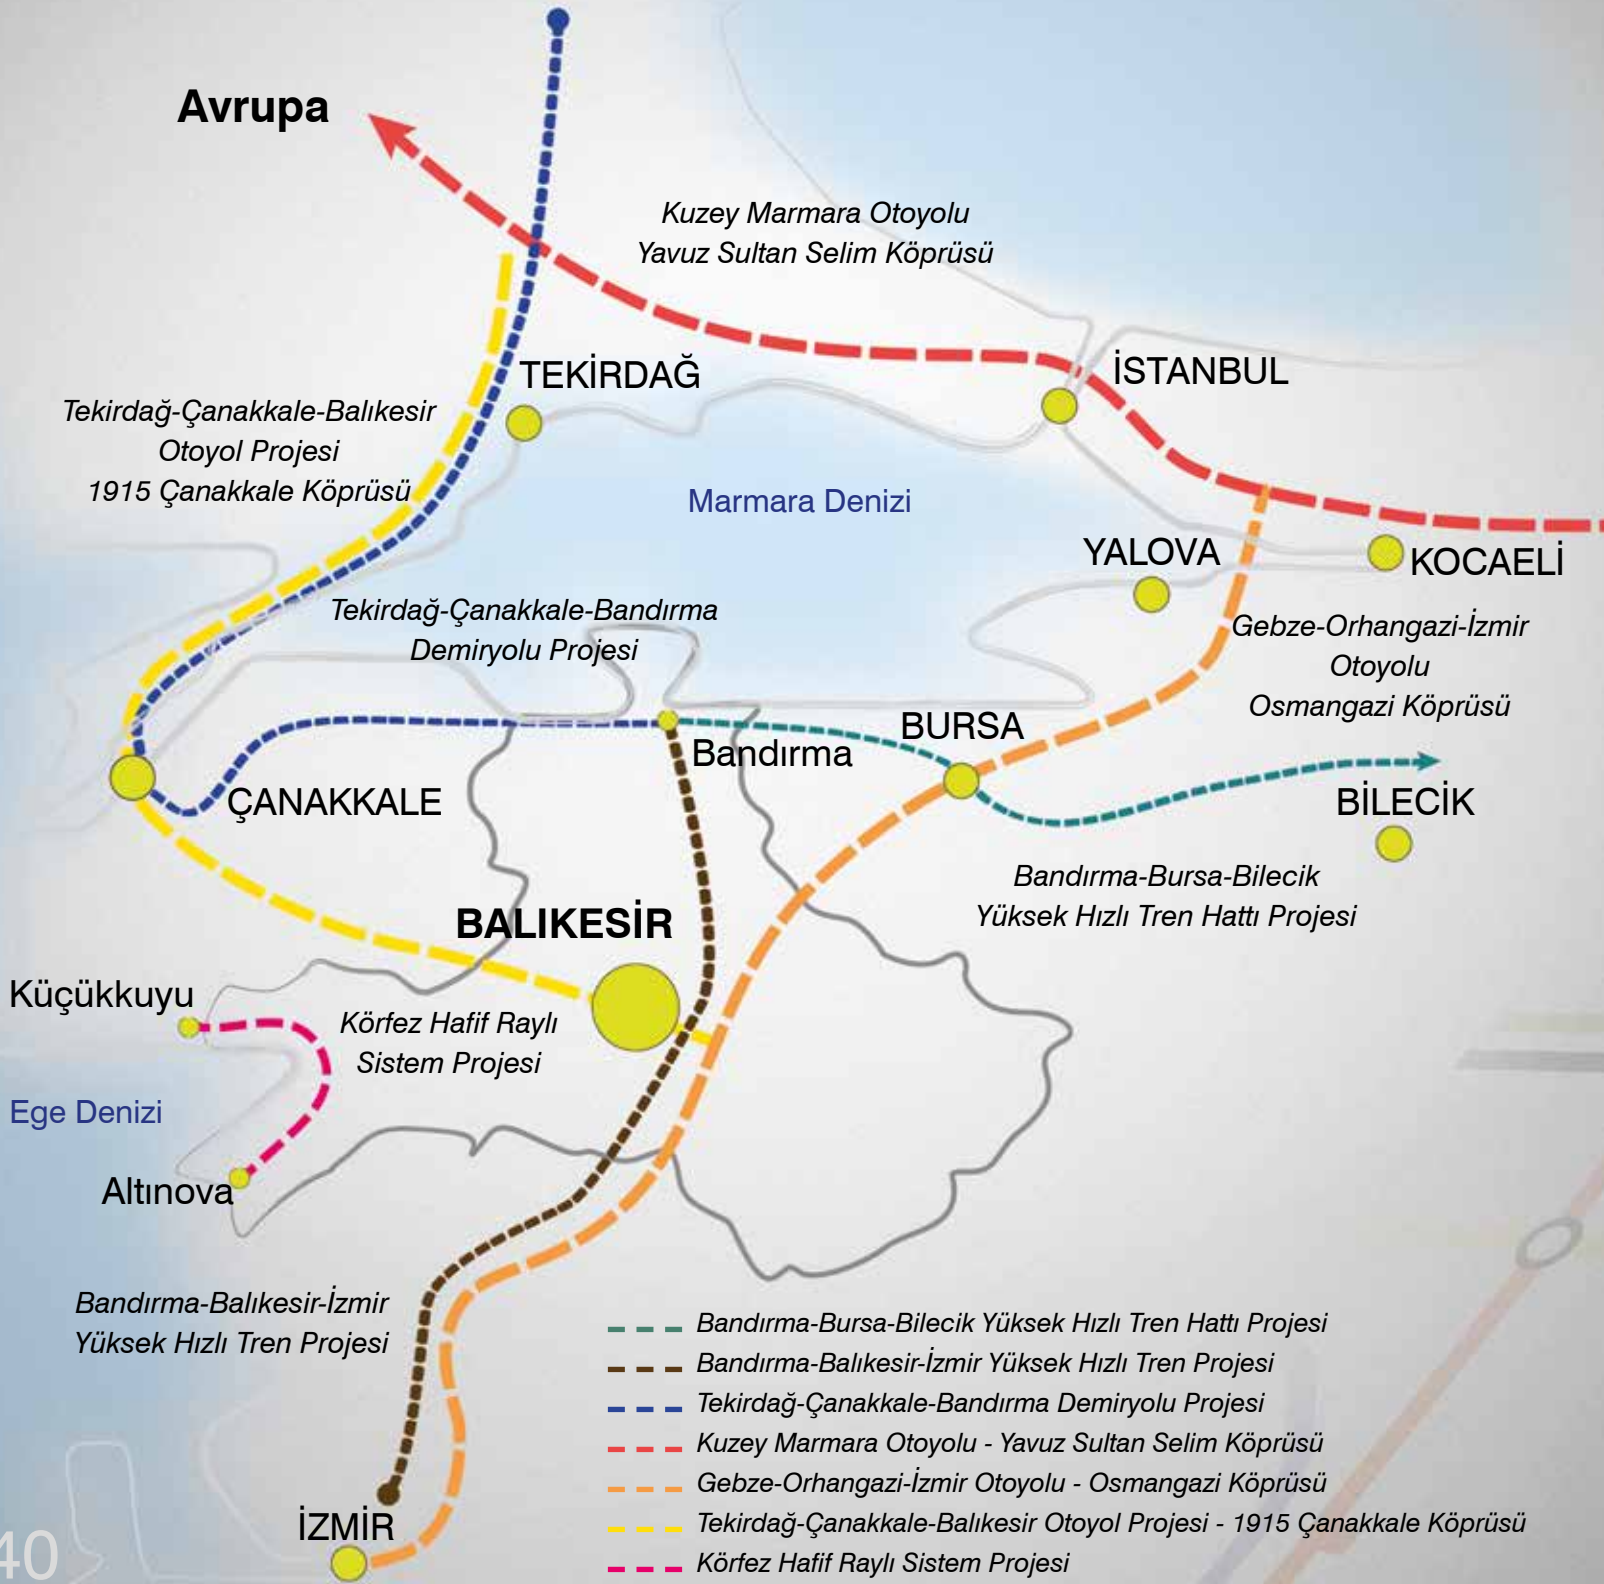 Avrupa
Kuzey Marmara Otoyolu
Yavuz Sultan Selim Köprüsü
TEKİRDAĞ
İSTANBUL
Tekirdağ-Çanakkale-Balıkesir
Otoyol Projesi
1915 Çanakkale Köprüsü
Marmara Denizi
YALOVA
KOCAELİ
Tekirdağ-Çanakkale-Bandırma
Demiryolu Projesi
Gebze-Orhangazi-İzmir
Otoyolu
Osmangazi Köprüsü
BURSA
Bandırma
ÇANAKKALE
BİLECİK
Bandırma-Bursa-Bilecik
Yüksek Hızlı Tren Hattı Projesi
BALIKESİR
Küçükkuyu
Körfez Hafif Raylı
Sistem Projesi
Ege Denizi
Altınova
Bandırma-Balıkesir-İzmir
Yüksek Hızlı Tren Projesi
İZMİR
Bandırma-Bursa-Bilecik Yüksek Hızlı Tren Hattı Projesi
Bandırma-Balıkesir-İzmir Yüksek Hızlı Tren Projesi
Tekirdağ-Çanakkale-Bandırma Demiryolu Projesi
Kuzey Marmara Otoyolu - Yavuz Sultan Selim Köprüsü
Gebze-Orhangazi-İzmir Otoyolu - Osmangazi Köprüsü
Tekirdağ-Çanakkale-Balıkesir Otoyol Projesi - 1915 Çanakkale Köprüsü
Körfez Hafif Raylı Sistem Projesi
40